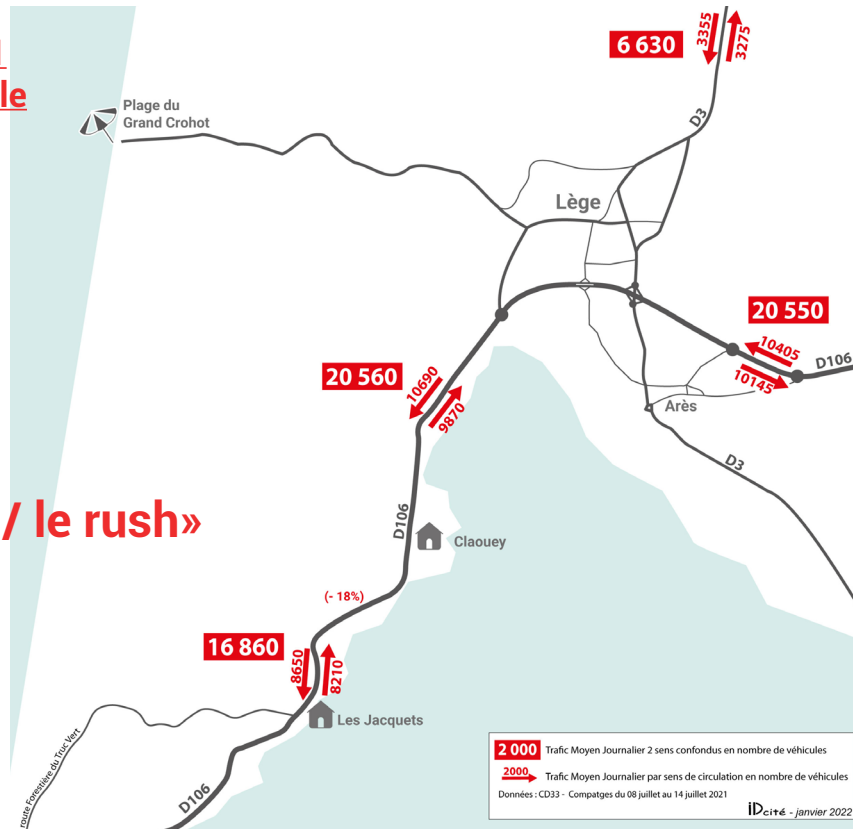 le
Plage du
Grand Crohot
6 630
3355
3275
D3
Lège
20 550
10405
10145
D106
20 560
10690
9870
Arès
D3
/ le rush»
D106
Claouey
(- 18%)
16 860
8650
8210
Les Jacquets
route Forestière du Truc Vert
D106
2 000 Trafic Moyen Journalier 2 sens confondus en nombre de véhicules
2000 Trafic Moyen Journalier par sens de circulation en nombre de véhicules
Données : CD33 - Compatges du 08 juillet au 14 juillet 2021
iDcité - janvier 2022